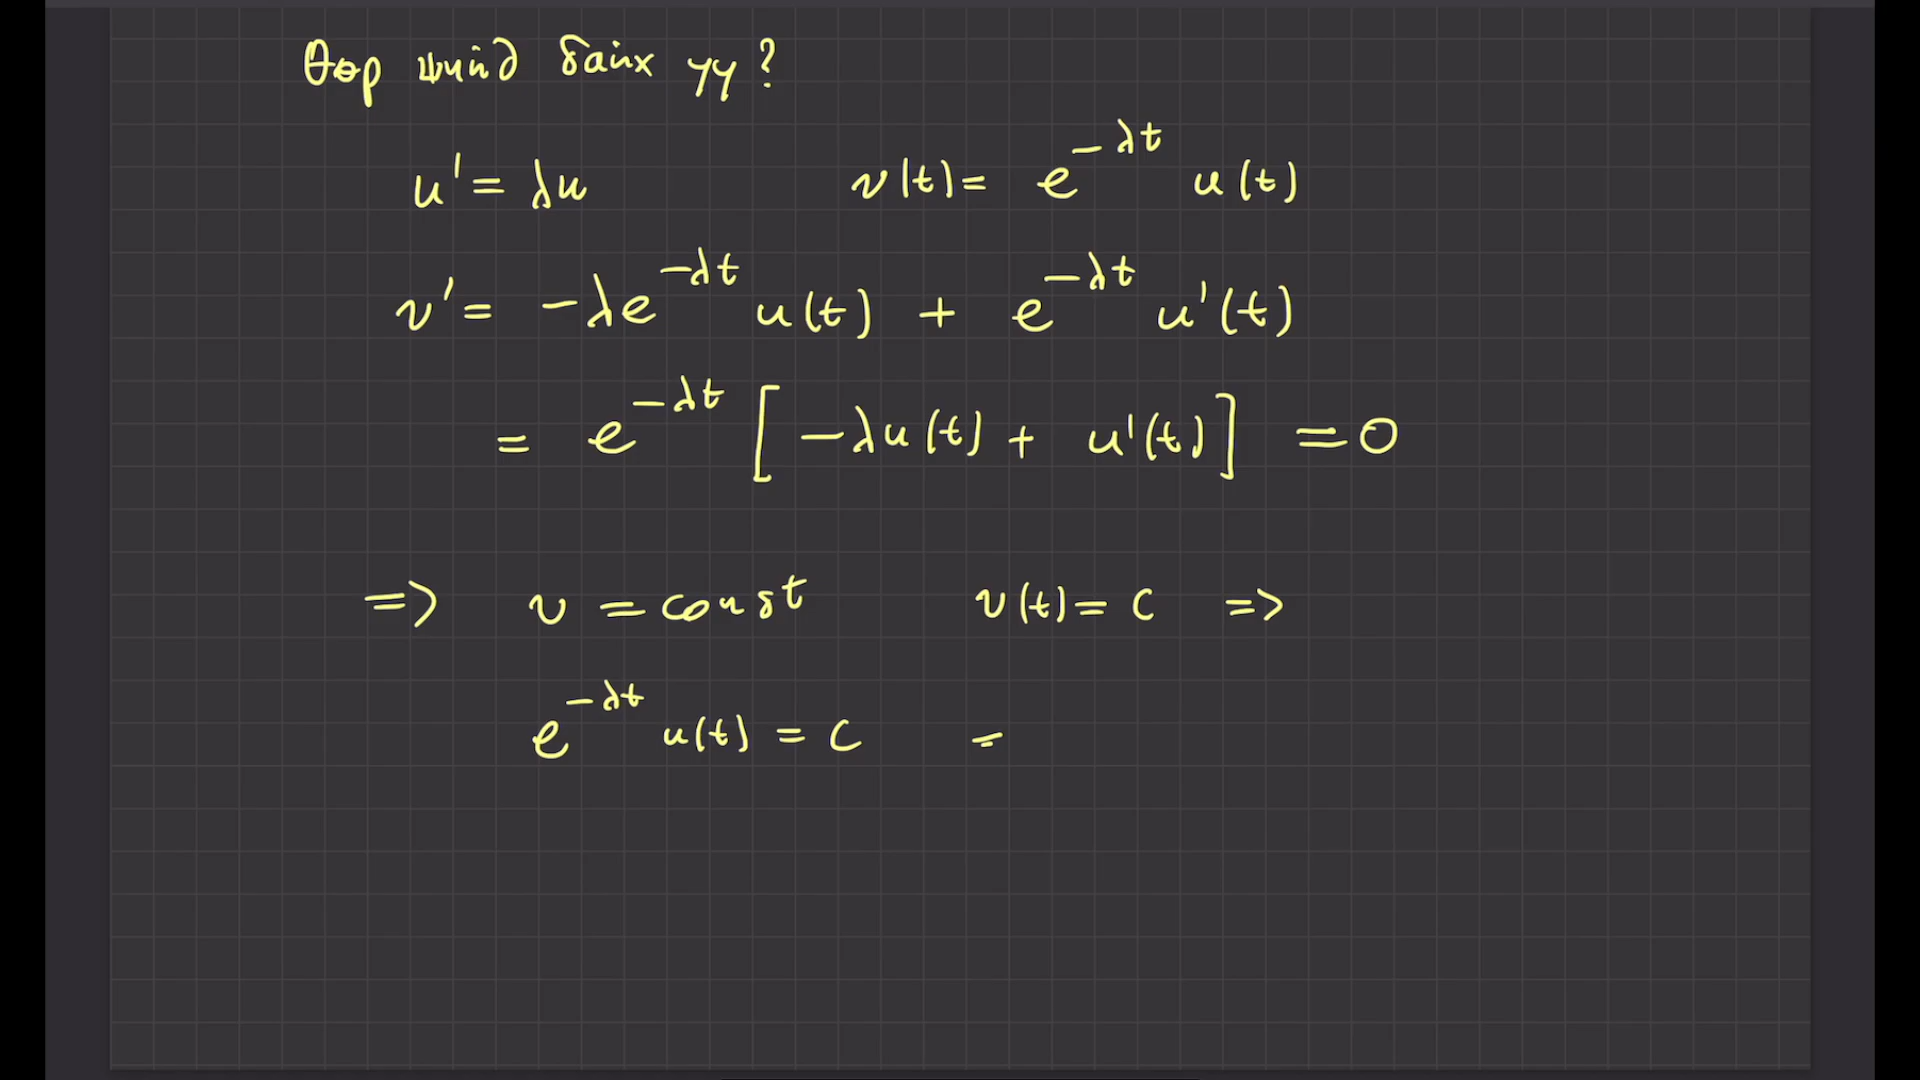 Өөр шийд байх уу?
u' = λu v(t) = e^{-λt} u(t)
v' = -λe^{-λt} u(t) + e^{-λt} u'(t)
= e^{-λt} [-λu(t) + u'(t)] = 0
=> v = const v(t) = c =>
e^{-λt} u(t) = c =